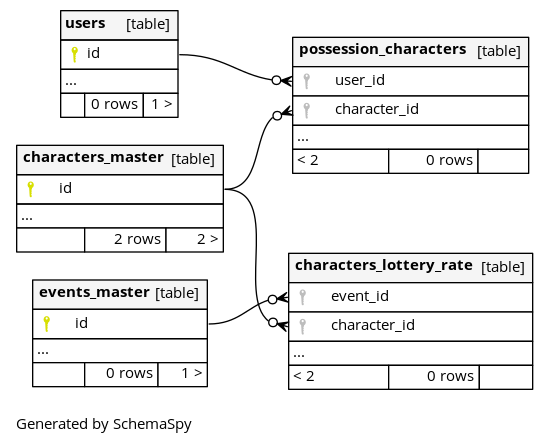 users [table]
id
...
0 rows 1 >
possession_characters [table]
user_id
character_id
...
< 2 0 rows
characters_master [table]
id
...
2 rows 2 >
characters_lottery_rate [table]
event_id
character_id
...
< 2 0 rows
events_master [table]
id
...
0 rows 1 >
Generated by SchemaSpy